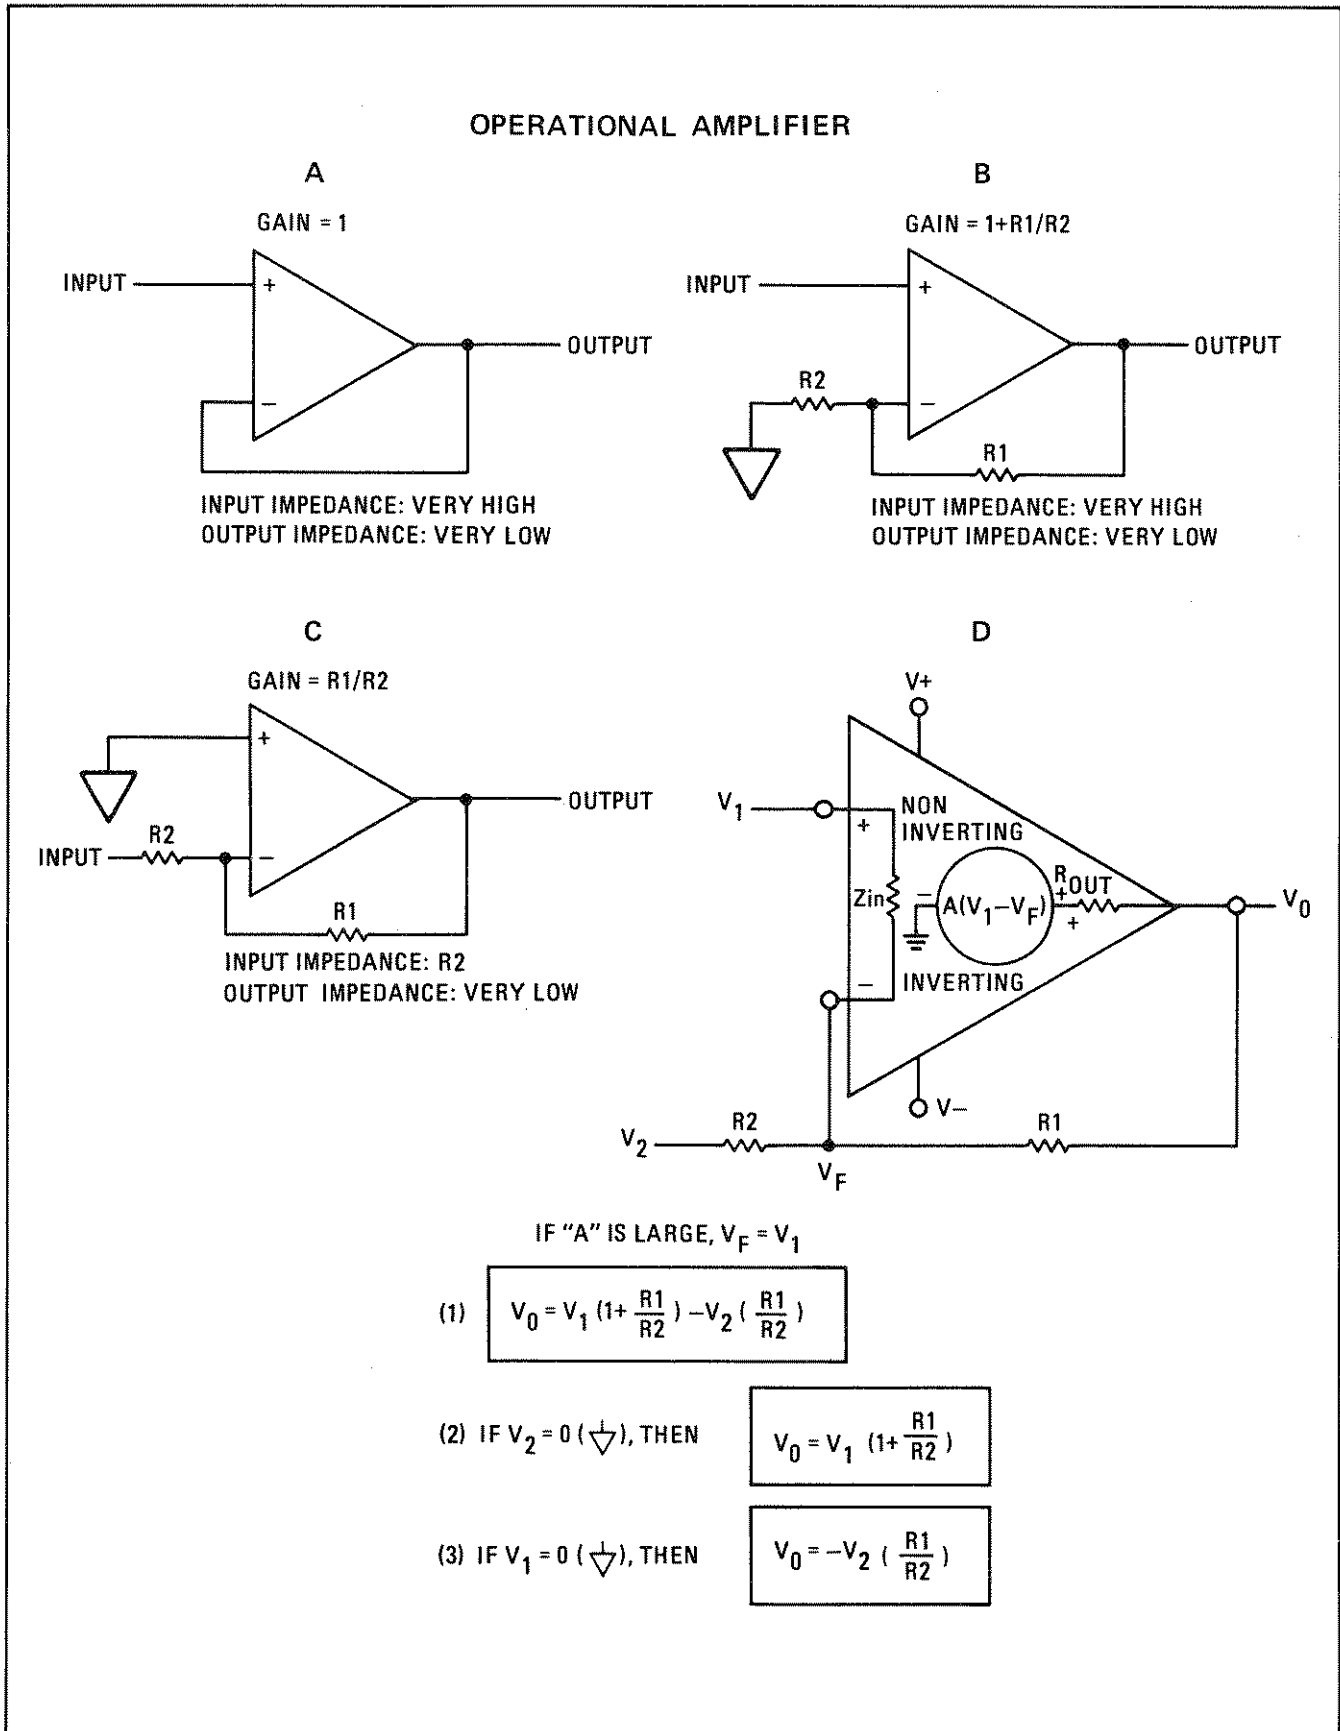 OPERATIONAL AMPLIFIER
A
GAIN = 1
INPUT
+
−
OUTPUT
INPUT IMPEDANCE: VERY HIGH
OUTPUT IMPEDANCE: VERY LOW
B
GAIN = 1+R1/R2
INPUT
+
−
OUTPUT
R2
R1
INPUT IMPEDANCE: VERY HIGH
OUTPUT IMPEDANCE: VERY LOW
C
GAIN = R1/R2
+
−
OUTPUT
R2
INPUT
R1
INPUT IMPEDANCE: R2
OUTPUT IMPEDANCE: VERY LOW
D
V+
V1
+
NON
INVERTING
Zin
−
A(V1−VF)
+
ROUT
+
V0
−
INVERTING
V−
V2
R2
VF
R1
IF "A" IS LARGE, VF = V1
(1) V0 = V1 (1+ R1/R2) −V2 ( R1/R2 )
(2) IF V2 = 0 ( ), THEN V0 = V1 (1+ R1/R2 )
(3) IF V1 = 0 ( ), THEN V0 = −V2 ( R1/R2 )